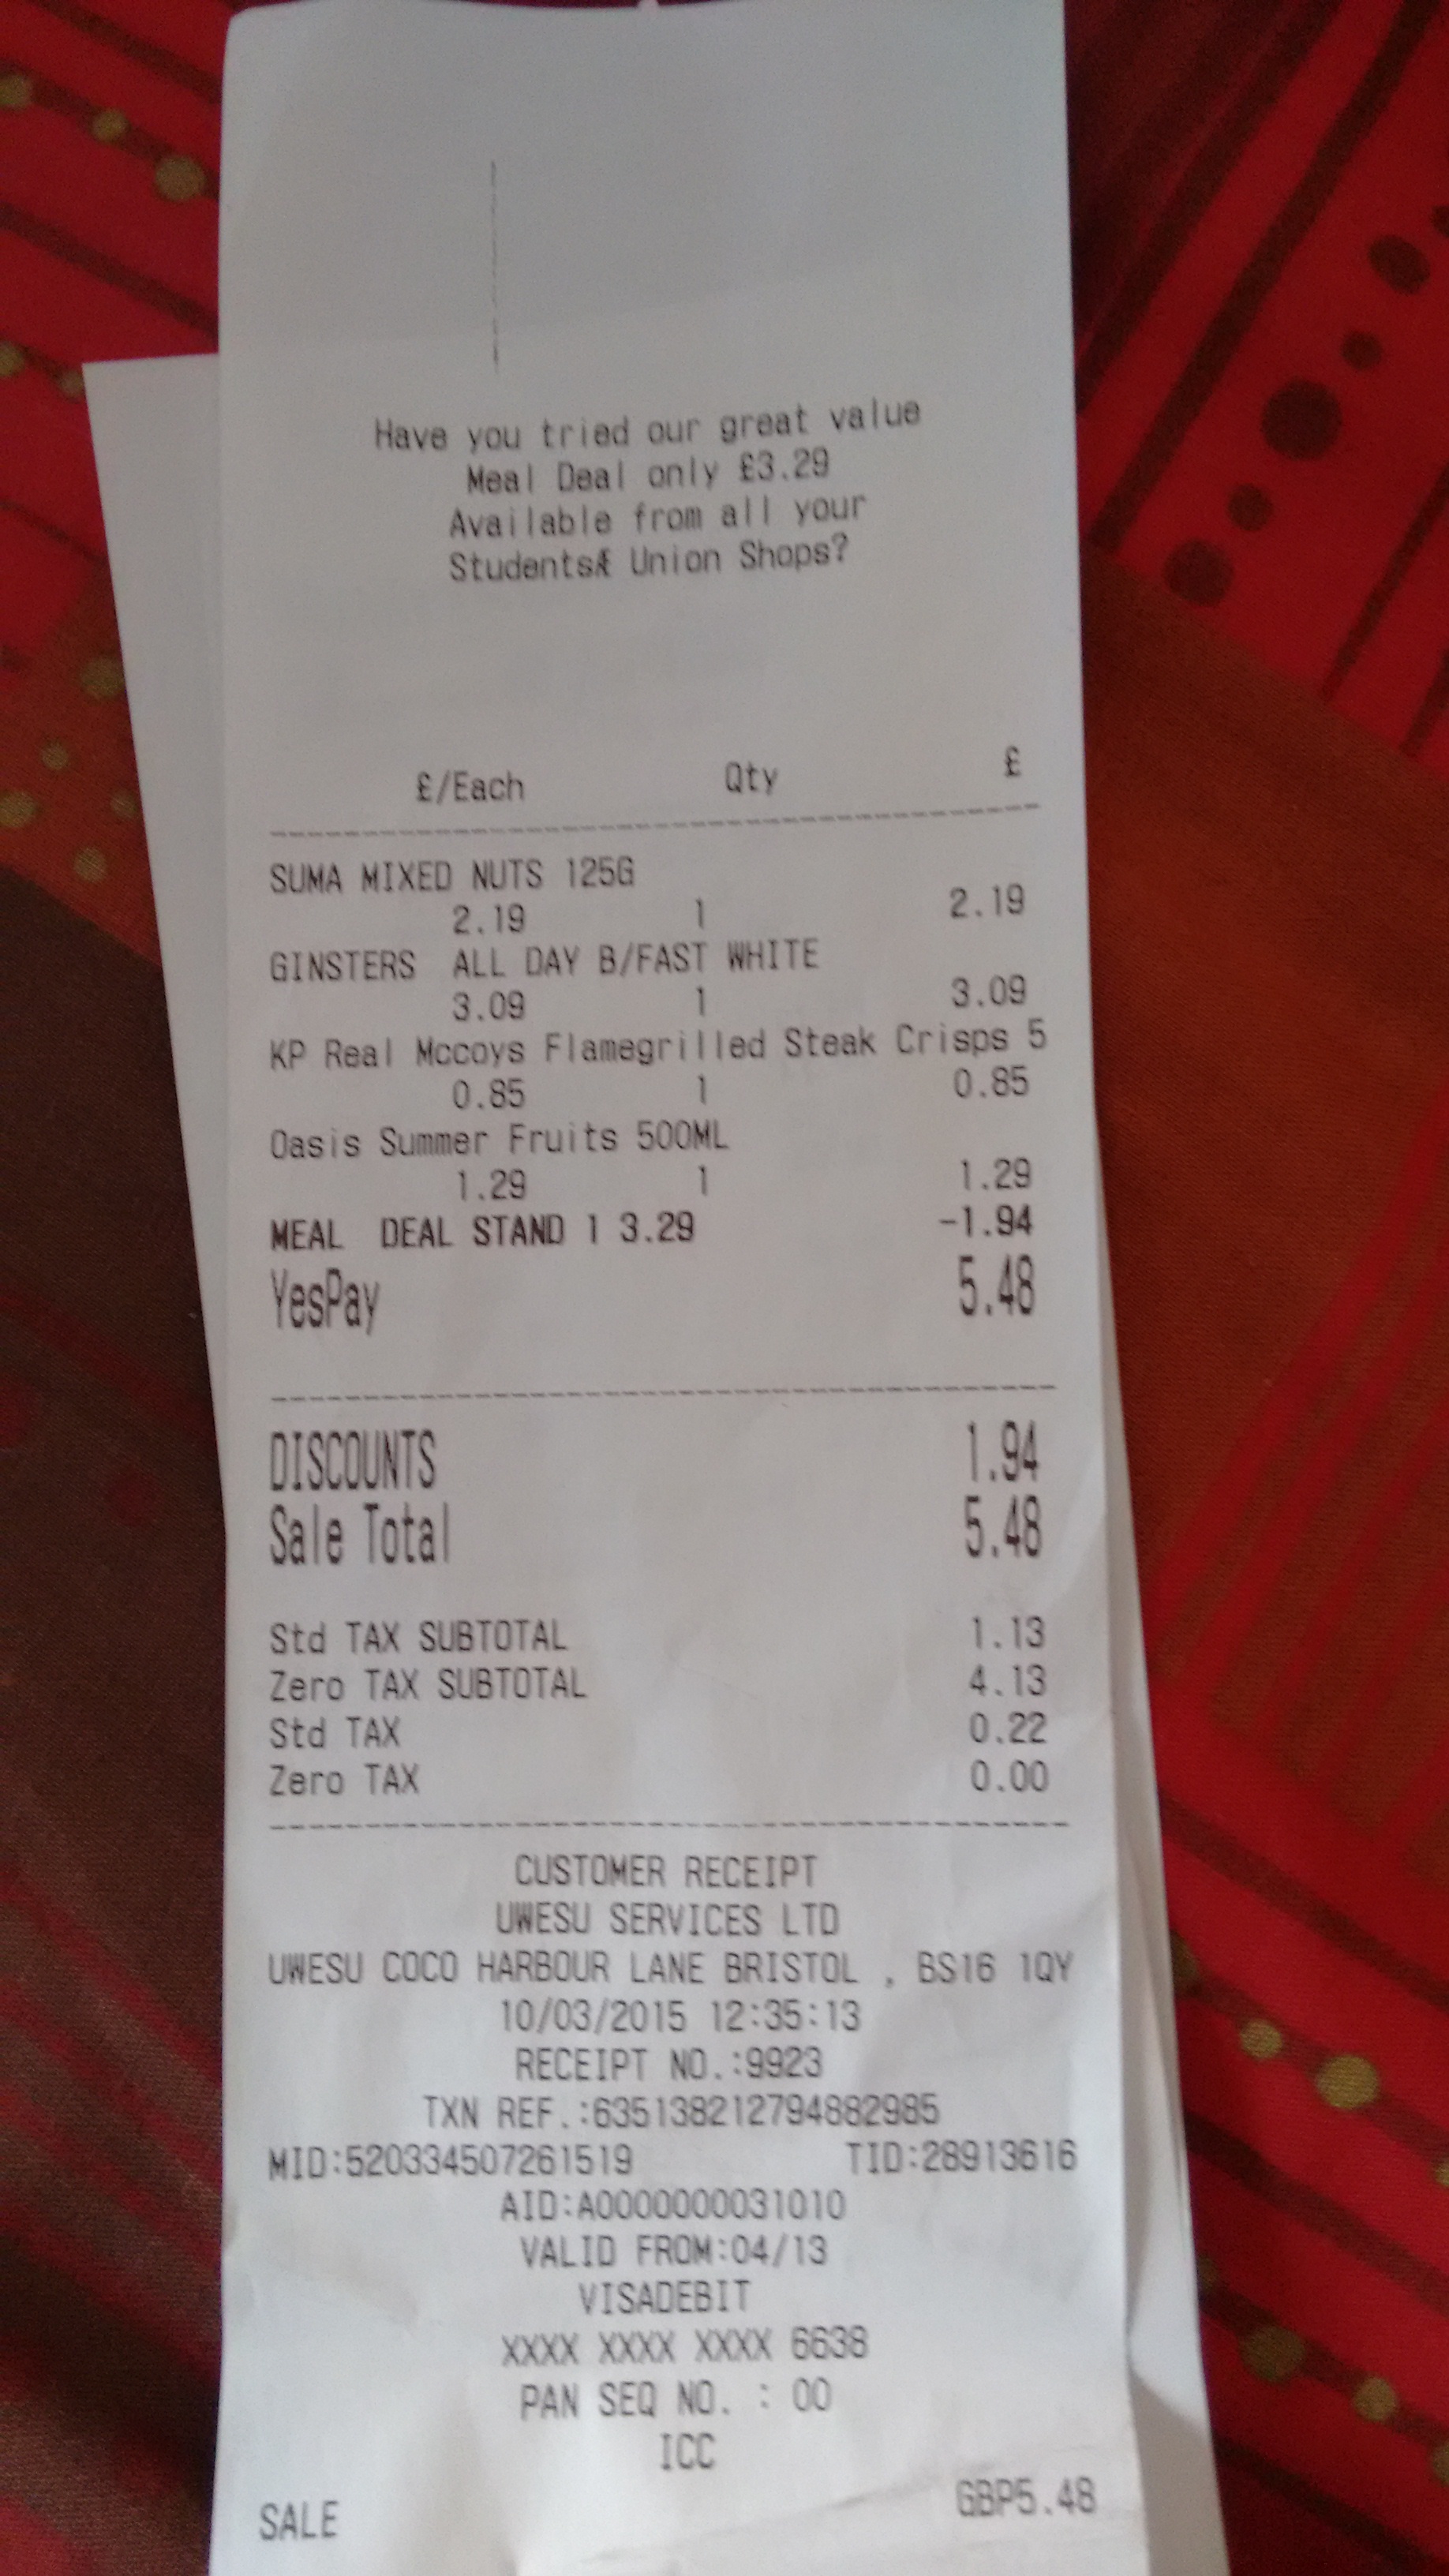 Have you tried our great value
Meal Deal only £3.29
Available from all your
Students& Union Shops?
£/Each Qty £
SUMA MIXED NUTS 125G
2.19 1 2.19
GINSTERS ALL DAY B/FAST WHITE
3.09 1 3.09
KP Real Mccoys Flamegrilled Steak Crisps 5
0.85 1 0.85
Oasis Summer Fruits 500ML
1.29 1 1.29
MEAL DEAL STAND 1 3.29 -1.94
YesPay 5.48
DISCOUNTS 1.94
Sale Total 5.48
Std TAX SUBTOTAL 1.13
Zero TAX SUBTOTAL 4.13
Std TAX 0.22
Zero TAX 0.00
CUSTOMER RECEIPT
UWESU SERVICES LTD
UWESU COCO HARBOUR LANE BRISTOL , BS16 1QY
10/03/2015 12:35:13
RECEIPT NO.:9923
TXN REF.:635138212794882985
MID:520334507261519 TID:28913616
AID:A0000000031010
VALID FROM:04/13
VISADEBIT
XXXX XXXX XXXX 6638
PAN SEQ NO. : 00
ICC
SALE GBP5.48